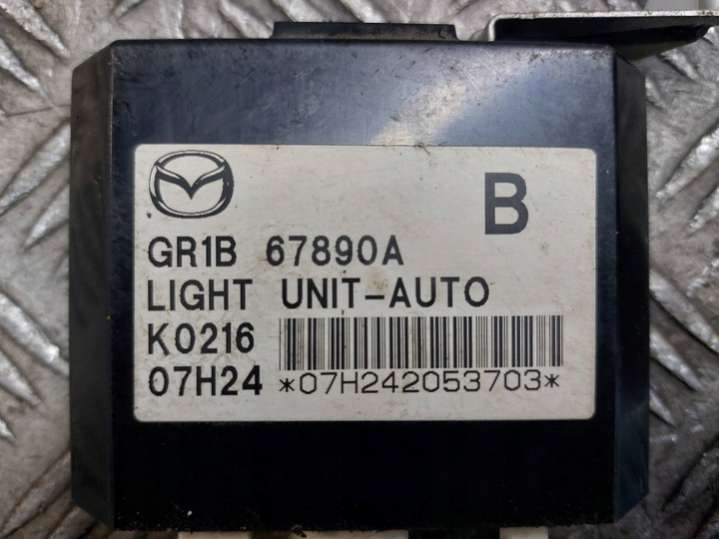 B
GR1B 67890A
LIGHT UNIT-AUTO
K0216
07H24 *07H242053703*